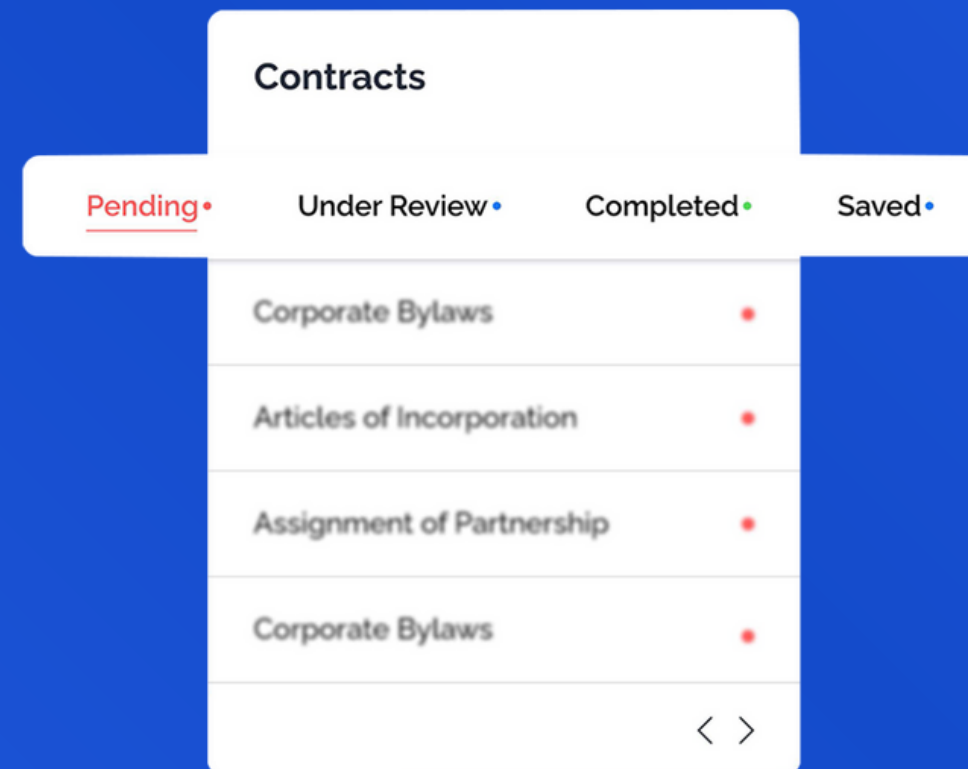 Contracts
Pending Under Review Completed Saved
Corporate Bylaws
Articles of Incorporation
Assignment of Partnership
Corporate Bylaws